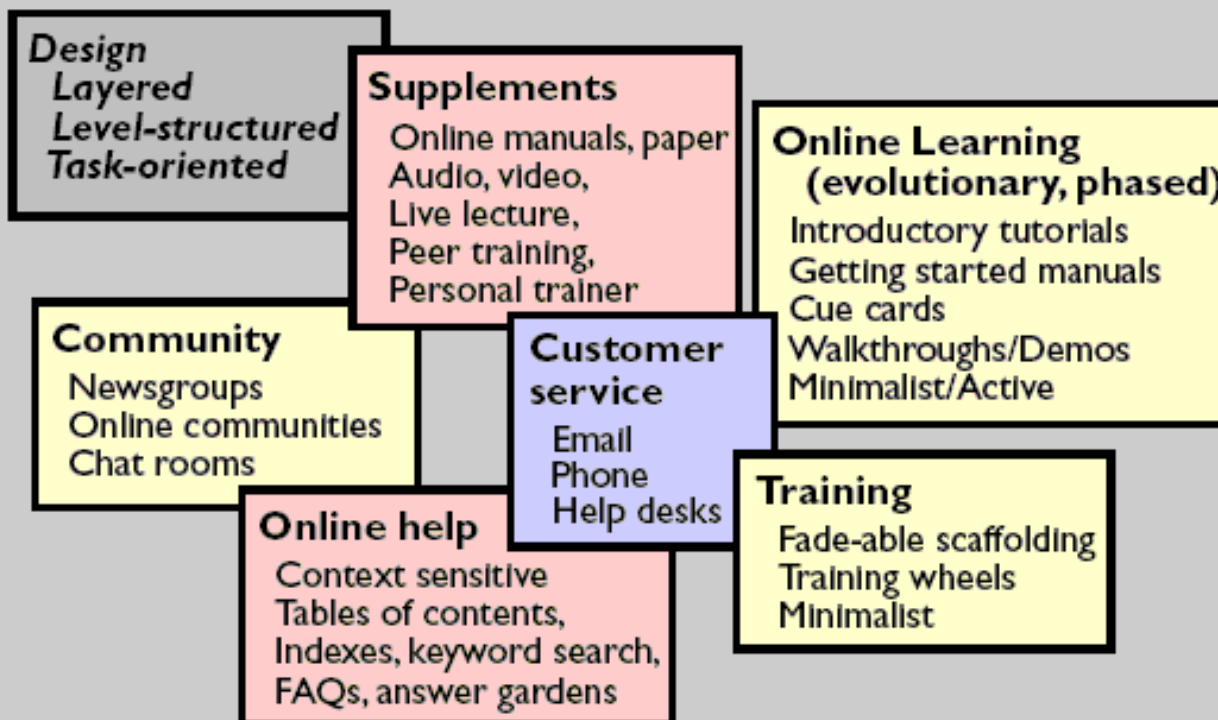 Design
Layered
Level-structured
Task-oriented
Supplements
Online manuals, paper
Audio, video,
Live lecture,
Peer training,
Personal trainer
Online Learning
(evolutionary, phased)
Introductory tutorials
Getting started manuals
Cue cards
Walkthroughs/Demos
Minimalist/Active
Community
Newsgroups
Online communities
Chat rooms
Customer
service
Email
Phone
Help desks
Training
Fade-able scaffolding
Training wheels
Minimalist
Online help
Context sensitive
Tables of contents,
Indexes, keyword search,
FAQs, answer gardens